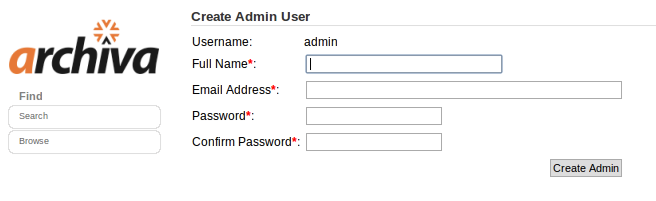 archiva
Find
Search
Browse
Create Admin User
Username: admin
Full Name*:
Email Address*:
Password*:
Confirm Password*:
Create Admin